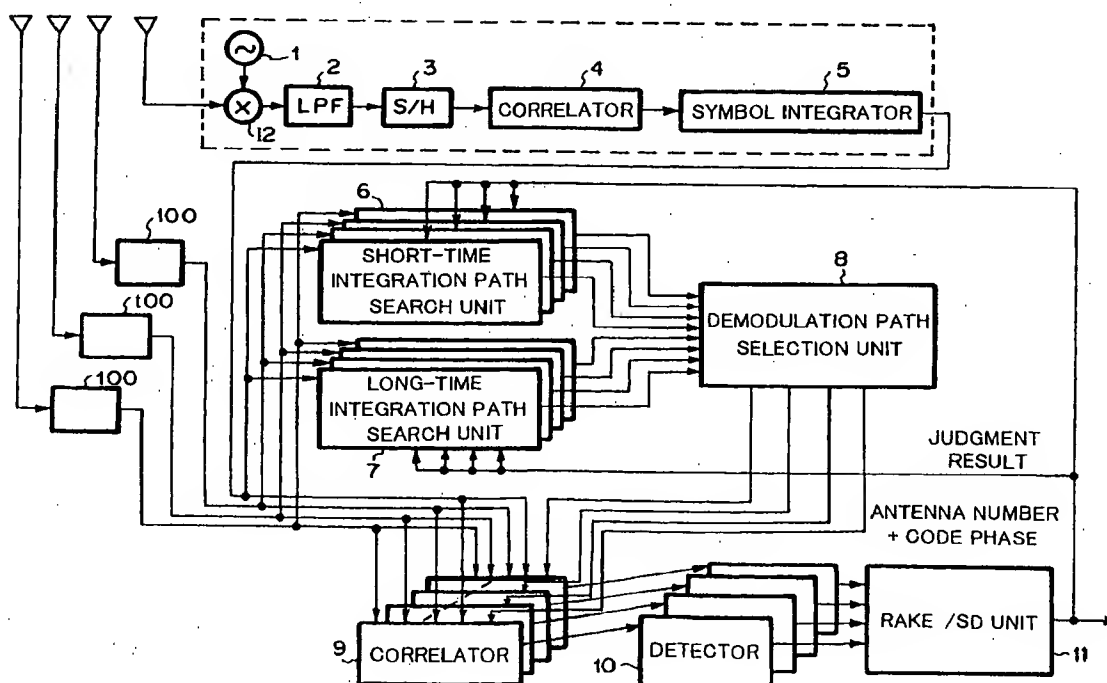 1
2
3
4
5
LPF
S/H
CORRELATOR
SYMBOL INTEGRATOR
12
6
100
SHORT-TIME
INTEGRATION PATH
SEARCH UNIT
8
DEMODULATION PATH
SELECTION UNIT
100
100
LONG-TIME
INTEGRATION PATH
SEARCH UNIT
7
JUDGMENT
RESULT
ANTENNA NUMBER
+ CODE PHASE
9
CORRELATOR
10
DETECTOR
RAKE /SD UNIT
11